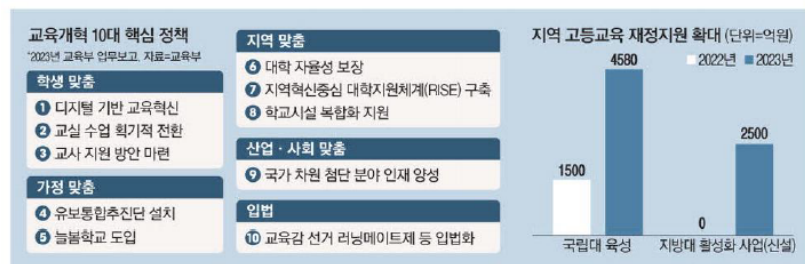 교육개혁 10대 핵심 정책
*2023년 교육부 업무보고. 자료=교육부
학생 맞춤
1 디지털 기반 교육혁신
2 교실 수업 획기적 전환
3 교사 지원 방안 마련
가정 맞춤
4 유보통합추진단 설치
5 늘봄학교 도입
지역 맞춤
6 대학 자율성 보장
7 지역혁신중심 대학지원체계(RISE) 구축
8 학교시설 복합화 지원
산업·사회 맞춤
9 국가 차원 첨단 분야 인재 양성
입법
10 교육감 선거 러닝메이트제 등 입법화
지역 고등교육 재정지원 확대 (단위=억원)
2022년 2023년
4580
2500
1500
0
국립대 육성 지방대 활성화 사업(신설)